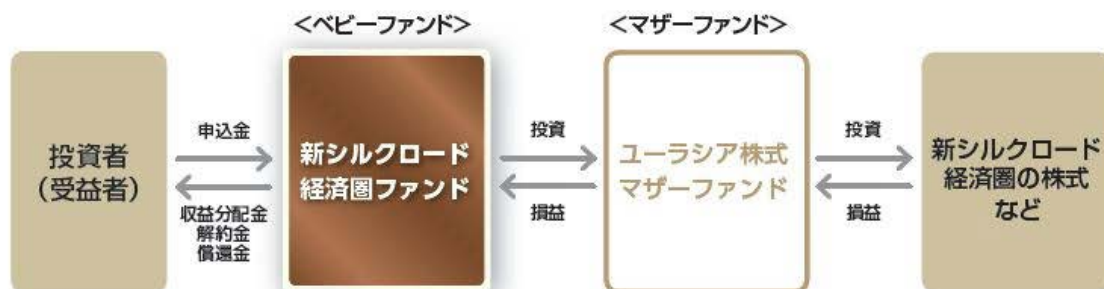 <ベビーファンド>
<マザーファンド>
投資者
(受益者)
申込金
収益分配金
解約金
償還金
新シルクロード
経済圏ファンド
投資
損益
ユーラシア株式
マザーファンド
投資
損益
新シルクロード
経済圏の株式
など